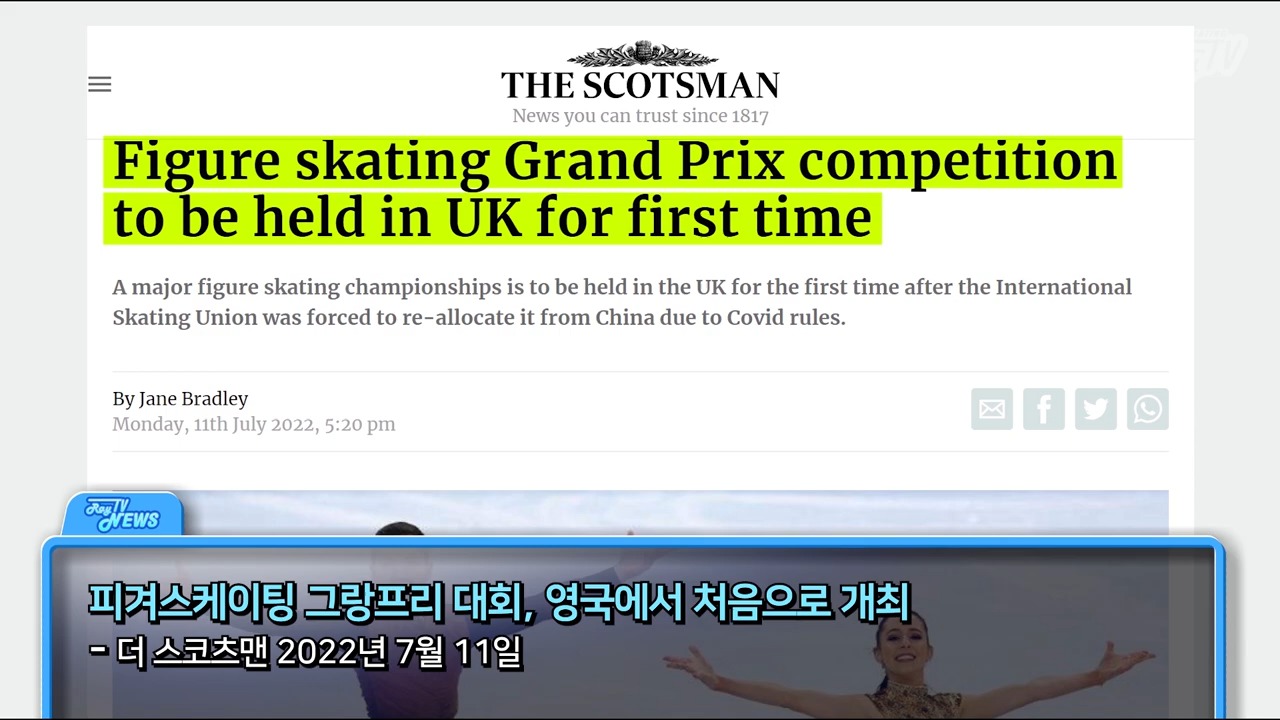 THE SCOTSMAN
News you can trust since 1817
Figure skating Grand Prix competition
to be held in UK for first time
A major figure skating championships is to be held in the UK for the first time after the International
Skating Union was forced to re-allocate it from China due to Covid rules.
By Jane Bradley
Monday, 11th July 2022, 5:20 pm
RoyTV
NEWS
피겨스케이팅 그랑프리 대회, 영국에서 처음으로 개최
- 더 스코츠맨 2022년 7월 11일